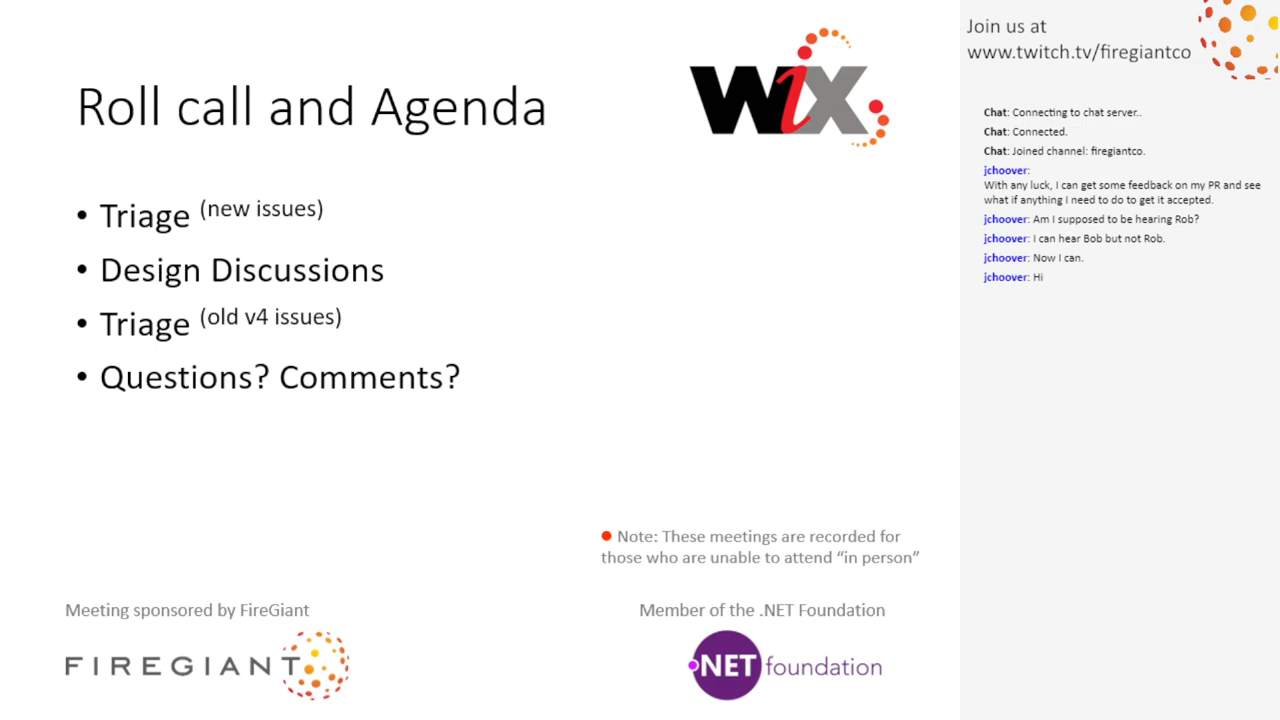 Roll call and Agenda
WiX
• Triage (new issues)
• Design Discussions
• Triage (old v4 issues)
• Questions? Comments?
Note: These meetings are recorded for
those who are unable to attend “in person”
Meeting sponsored by FireGiant
FIREGIANT
Member of the .NET Foundation
.NET foundation
Join us at
www.twitch.tv/firegiantco
Chat: Connecting to chat server..
Chat: Connected.
Chat: Joined channel: firegiantco.
jchoover:
With any luck, I can get some feedback on my PR and see
what if anything I need to do to get it accepted.
jchoover: Am I supposed to be hearing Rob?
jchoover: I can hear Bob but not Rob.
jchoover: Now I can.
jchoover: Hi